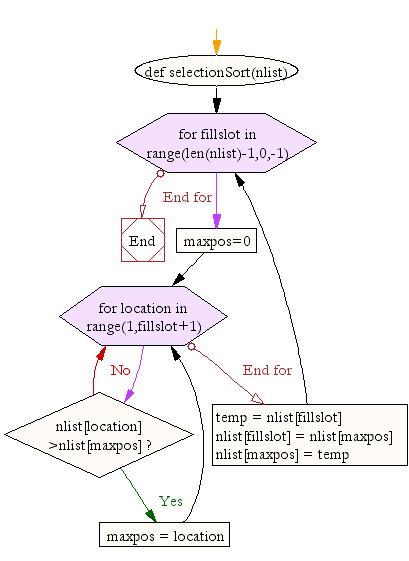 def selectionSort(nlist)
for fillslot in
range(len(nlist)-1,0,-1)
End for
End
maxpos=0
for location in
range(1,fillslot+1)
No
End for
nlist[location]
>nlist[maxpos] ?
temp = nlist[fillslot]
nlist[fillslot] = nlist[maxpos]
nlist[maxpos] = temp
Yes
maxpos = location